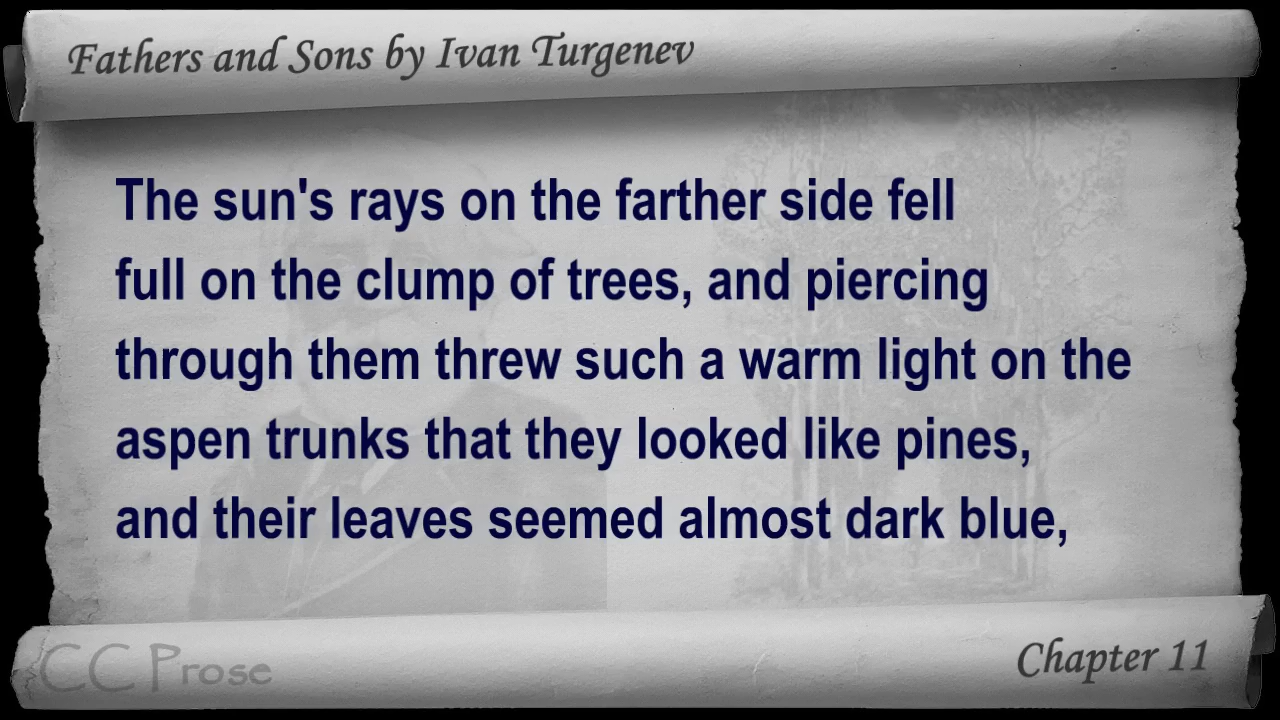 Fathers and Sons by Ivan Turgenev
The sun's rays on the farther side fell
full on the clump of trees, and piercing
through them threw such a warm light on the
aspen trunks that they looked like pines,
and their leaves seemed almost dark blue,
CC Prose
Chapter 11